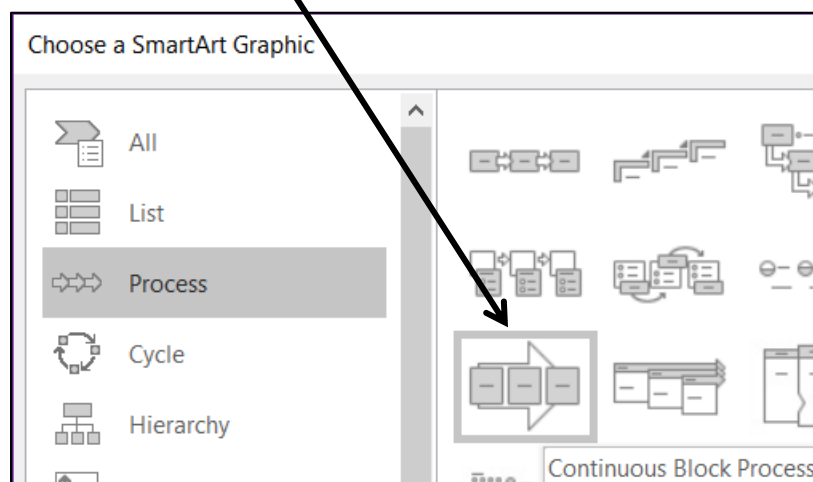 Choose a SmartArt Graphic
All
List
Process
Cycle
Hierarchy
Continuous Block Process